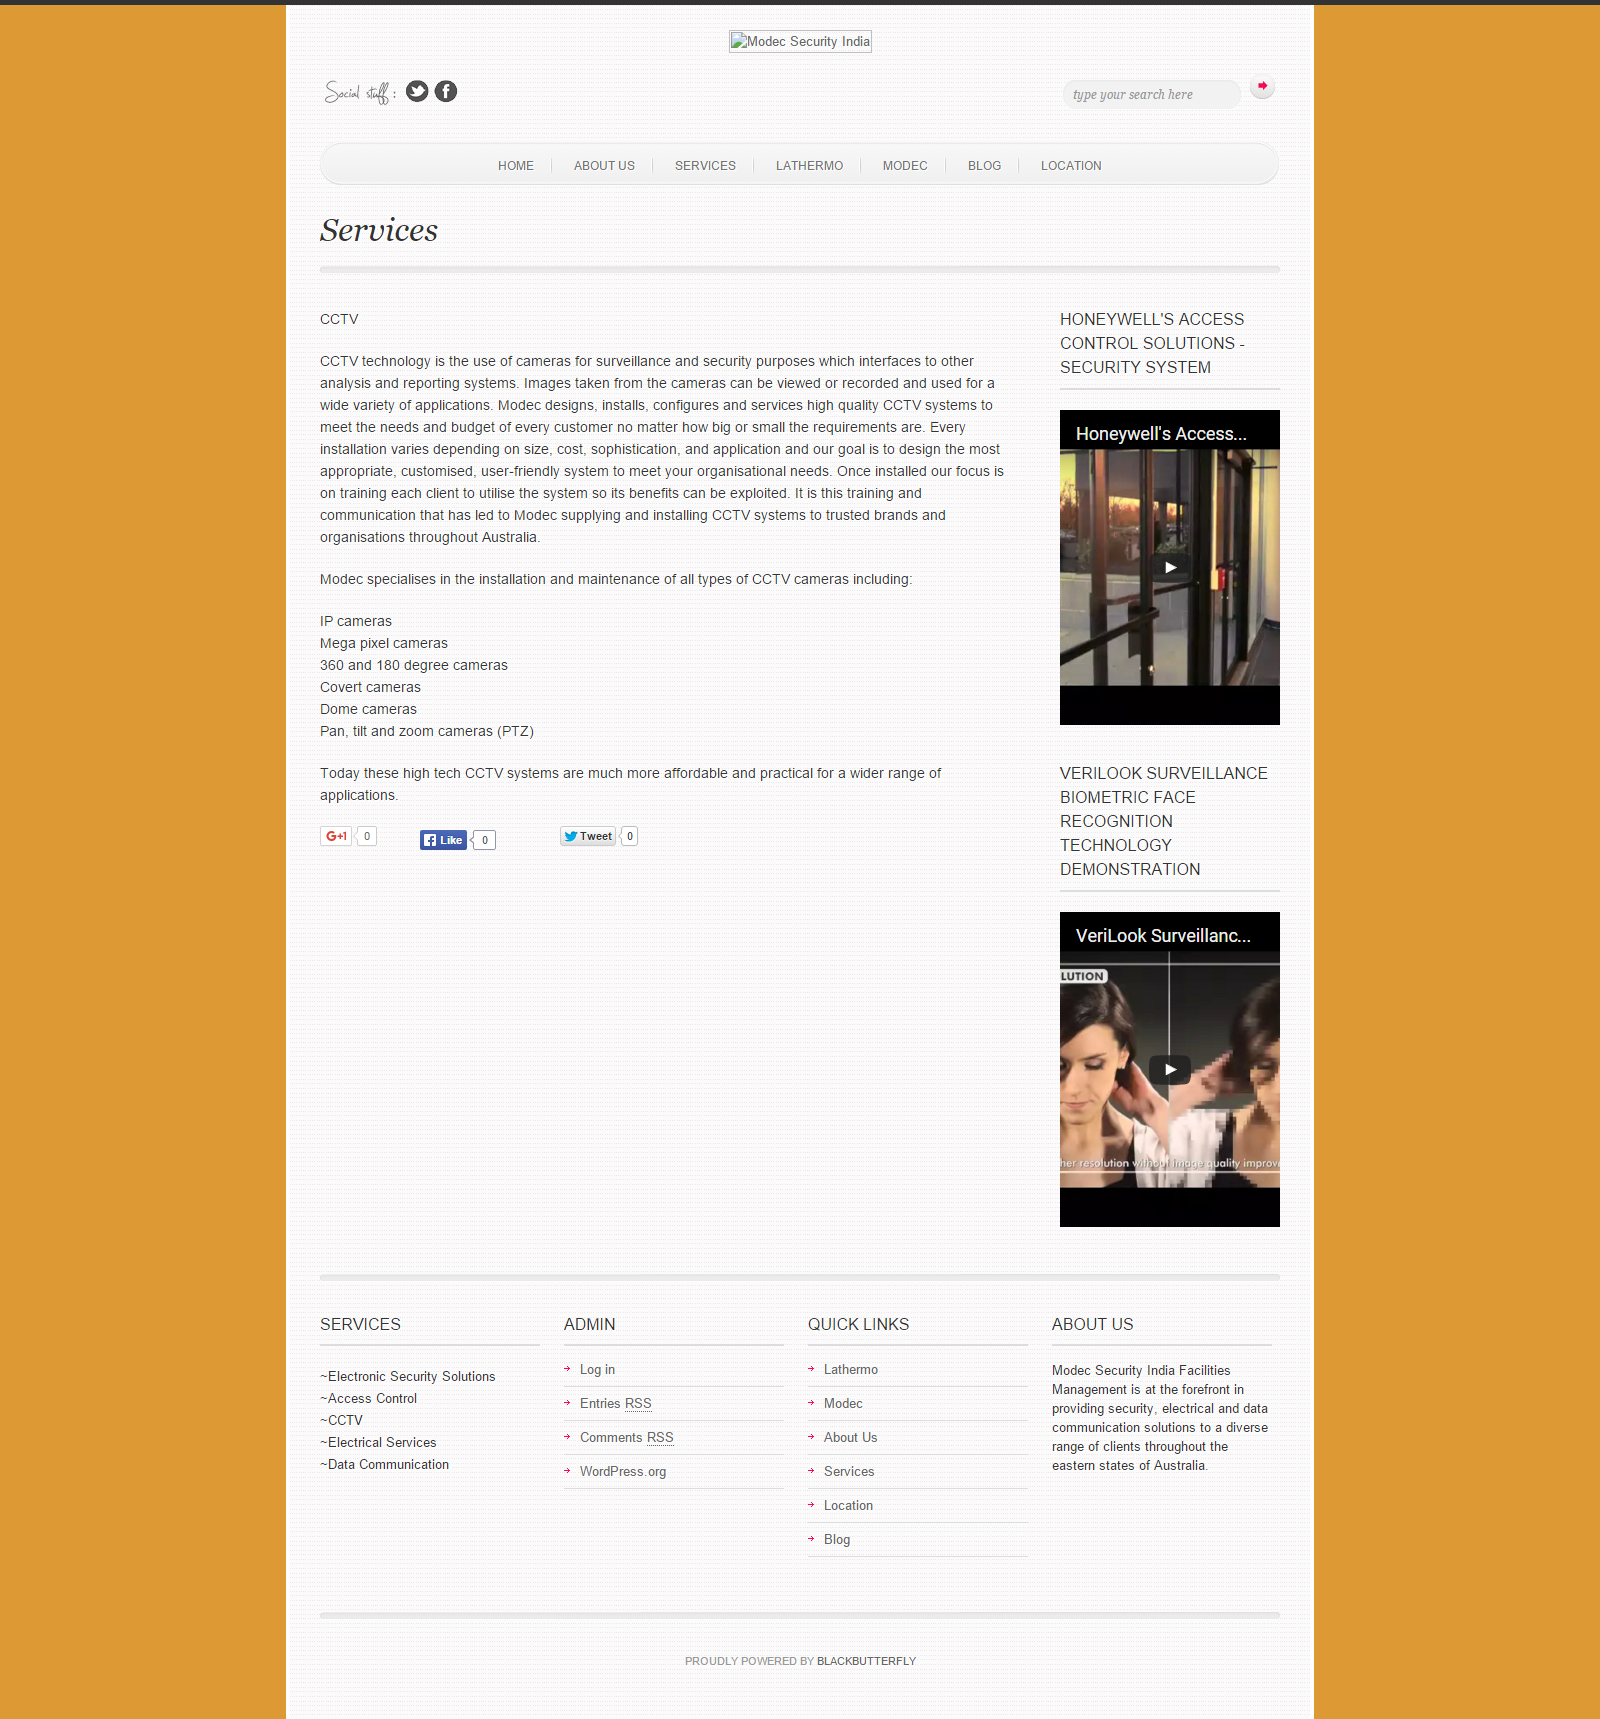 Modec Security India
Social stuff :
type your search here
HOME
ABOUT US
SERVICES
LATHERMO
MODEC
BLOG
LOCATION
Services
CCTV
CCTV technology is the use of cameras for surveillance and security purposes which interfaces to other
analysis and reporting systems. Images taken from the cameras can be viewed or recorded and used for a
wide variety of applications. Modec designs, installs, configures and services high quality CCTV systems to
meet the needs and budget of every customer no matter how big or small the requirements are. Every
installation varies depending on size, cost, sophistication, and application and our goal is to design the most
appropriate, customised, user-friendly system to meet your organisational needs. Once installed our focus is
on training each client to utilise the system so its benefits can be exploited. It is this training and
communication that has led to Modec supplying and installing CCTV systems to trusted brands and
organisations throughout Australia.
Modec specialises in the installation and maintenance of all types of CCTV cameras including:
IP cameras
Mega pixel cameras
360 and 180 degree cameras
Covert cameras
Dome cameras
Pan, tilt and zoom cameras (PTZ)
Today these high tech CCTV systems are much more affordable and practical for a wider range of
applications.
G+1 0
Like 0
Tweet 0
HONEYWELL'S ACCESS
CONTROL SOLUTIONS -
SECURITY SYSTEM
Honeywell's Access...
VERILOOK SURVEILLANCE
BIOMETRIC FACE
RECOGNITION
TECHNOLOGY
DEMONSTRATION
VeriLook Surveillanc...
LUTION
her resolution without image quality improve
SERVICES
~Electronic Security Solutions
~Access Control
~CCTV
~Electrical Services
~Data Communication
ADMIN
Log in
Entries RSS
Comments RSS
WordPress.org
QUICK LINKS
Lathermo
Modec
About Us
Services
Location
Blog
ABOUT US
Modec Security India Facilities
Management is at the forefront in
providing security, electrical and data
communication solutions to a diverse
range of clients throughout the
eastern states of Australia.
PROUDLY POWERED BY BLACKBUTTERFLY